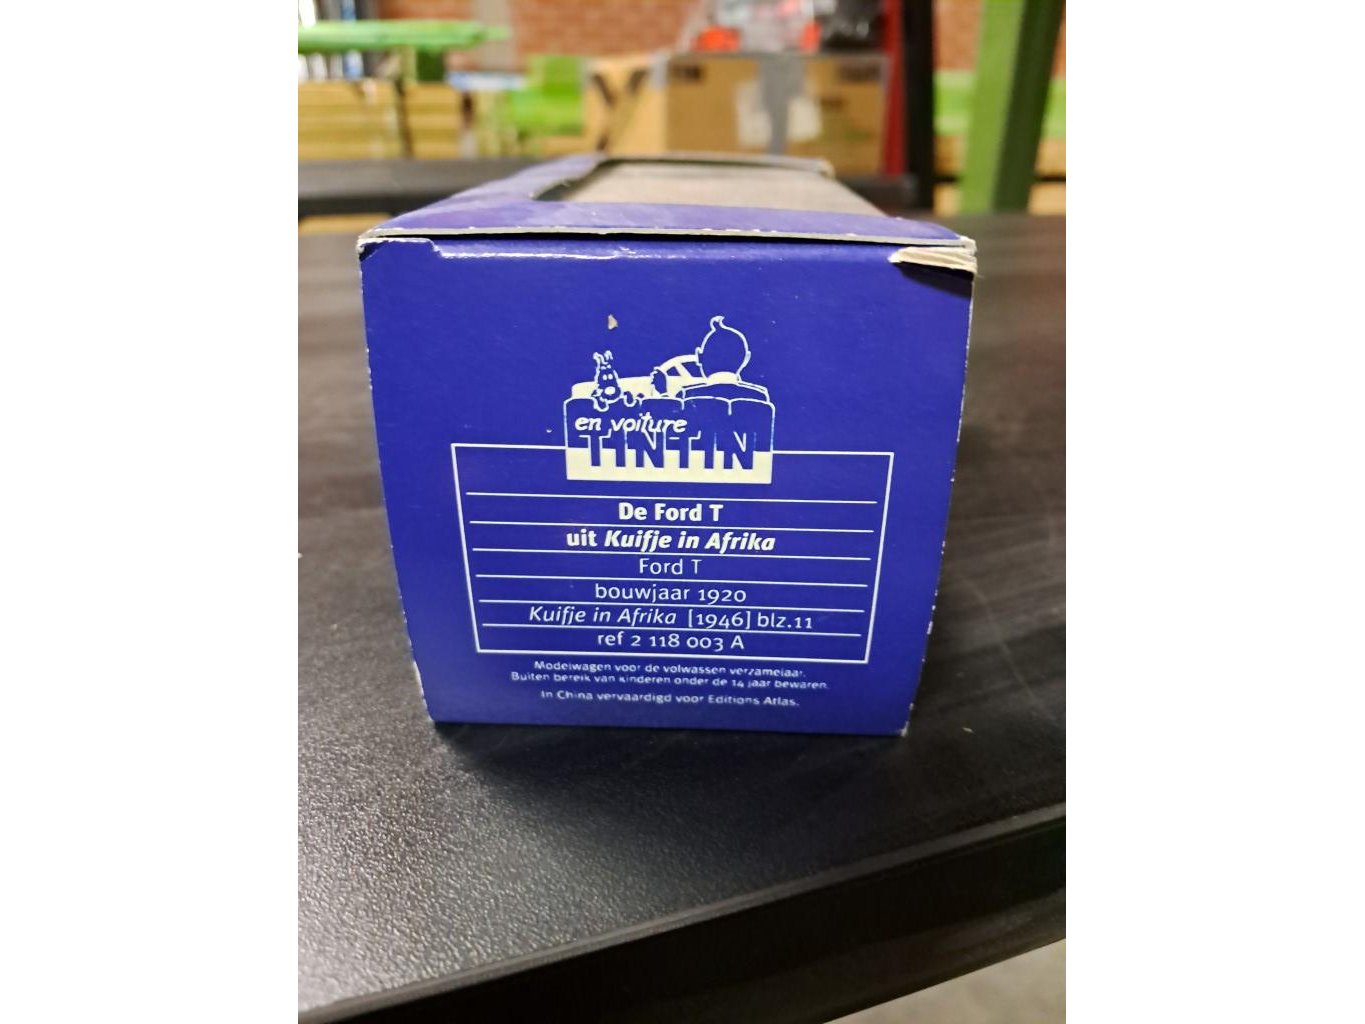 en voiture
TINTIN
De Ford T
uit Kuifje in Afrika
Ford T
bouwjaar 1920
Kuifje in Afrika [1946] blz.11
ref 2 118 003 A
Modelwagen voor de volwassen verzamelaar.
Buiten bereik van kinderen onder de 14 jaar bewaren.
In China vervaardigd voor Editions Atlas.